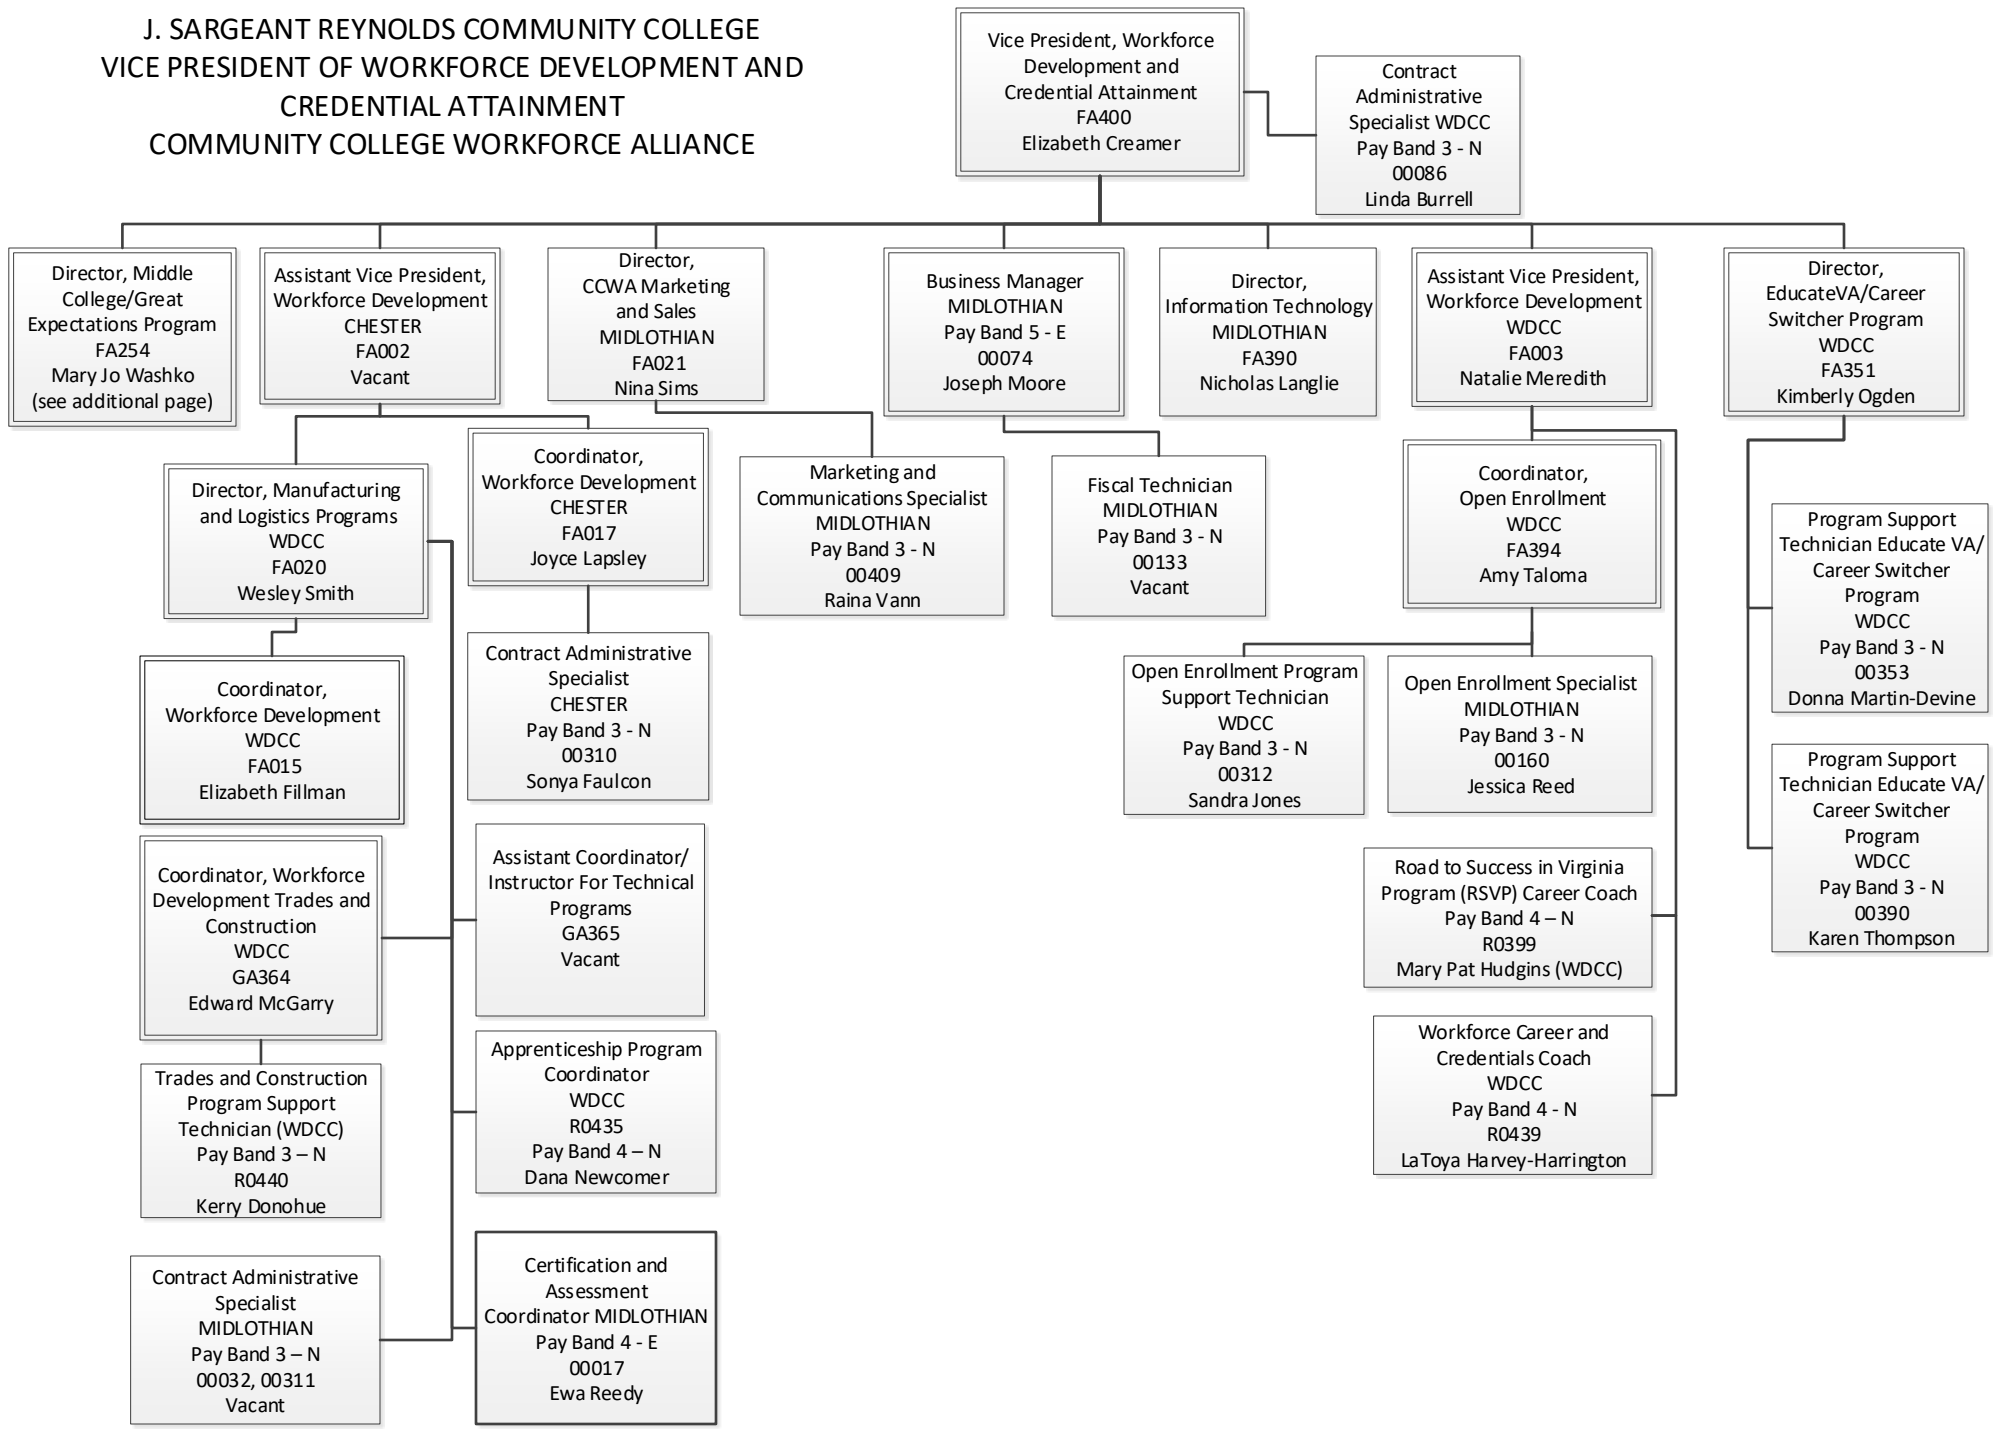 J. SARGEANT REYNOLDS COMMUNITY COLLEGE
VICE PRESIDENT OF WORKFORCE DEVELOPMENT AND
CREDENTIAL ATTAINMENT
COMMUNITY COLLEGE WORKFORCE ALLIANCE
Vice President, Workforce
Development and
Credential Attainment
FA400
Elizabeth Creamer
Contract
Administrative
Specialist WDCC
Pay Band 3 - N
00086
Linda Burrell
Director, Middle
College/Great
Expectations Program
FA254
Mary Jo Washko
(see additional page)
Assistant Vice President,
Workforce Development
CHESTER
FA002
Vacant
Director,
CCWA Marketing
and Sales
MIDLOTHIAN
FA021
Nina Sims
Business Manager
MIDLOTHIAN
Pay Band 5 - E
00074
Joseph Moore
Director,
Information Technology
MIDLOTHIAN
FA390
Nicholas Langlie
Assistant Vice President,
Workforce Development
WDCC
FA003
Natalie Meredith
Director,
EducateVA/Career
Switcher Program
WDCC
FA351
Kimberly Ogden
Director, Manufacturing
and Logistics Programs
WDCC
FA020
Wesley Smith
Coordinator,
Workforce Development
CHESTER
FA017
Joyce Lapsley
Marketing and
Communications Specialist
MIDLOTHIAN
Pay Band 3 - N
00409
Raina Vann
Fiscal Technician
MIDLOTHIAN
Pay Band 3 - N
00133
Vacant
Coordinator,
Open Enrollment
WDCC
FA394
Amy Taloma
Program Support
Technician Educate VA/
Career Switcher
Program
WDCC
Pay Band 3 - N
00353
Donna Martin-Devine
Coordinator,
Workforce Development
WDCC
FA015
Elizabeth Fillman
Contract Administrative
Specialist
CHESTER
Pay Band 3 - N
00310
Sonya Faulcon
Open Enrollment Program
Support Technician
WDCC
Pay Band 3 - N
00312
Sandra Jones
Open Enrollment Specialist
MIDLOTHIAN
Pay Band 3 - N
00160
Jessica Reed
Program Support
Technician Educate VA/
Career Switcher
Program
WDCC
Pay Band 3 - N
00390
Karen Thompson
Coordinator, Workforce
Development Trades and
Construction
WDCC
GA364
Edward McGarry
Assistant Coordinator/
Instructor For Technical
Programs
GA365
Vacant
Road to Success in Virginia
Program (RSVP) Career Coach
Pay Band 4 – N
R0399
Mary Pat Hudgins (WDCC)
Trades and Construction
Program Support
Technician (WDCC)
Pay Band 3 – N
R0440
Kerry Donohue
Apprenticeship Program
Coordinator
WDCC
R0435
Pay Band 4 – N
Dana Newcomer
Workforce Career and
Credentials Coach
WDCC
Pay Band 4 - N
R0439
LaToya Harvey-Harrington
Contract Administrative
Specialist
MIDLOTHIAN
Pay Band 3 – N
00032, 00311
Vacant
Certification and
Assessment
Coordinator MIDLOTHIAN
Pay Band 4 - E
00017
Ewa Reedy